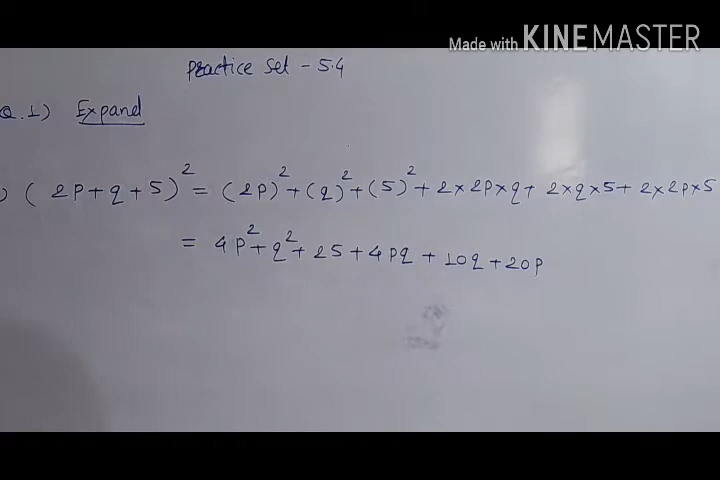 Made with KINEMASTER
Practice Set - 5.4
Q.1) Expand
) (2p+q+5)² = (2p)²+(q)²+(5)²+2×2p×q+ 2×q×5+2×2p×5
= 4p²+q²+25+4pq+10q+20p